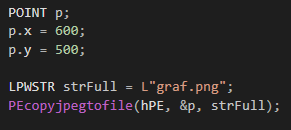 POINT p;
p.x = 600;
p.y = 500;
LPWSTR strFull = L"graf.png";
PEcopyjpegtofile(hPE, &p, strFull);